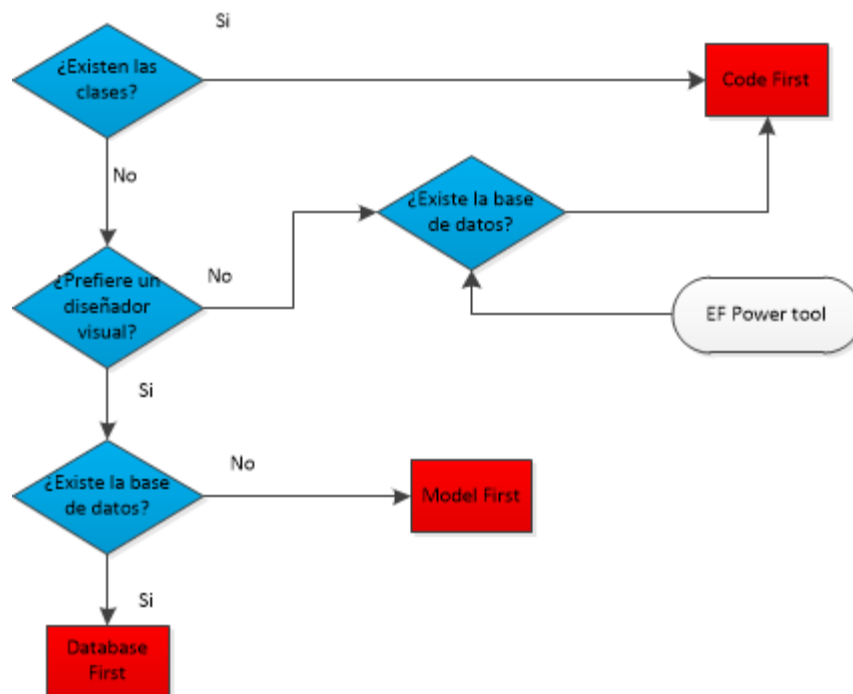 Si
¿Existen las
clases?
Code First
No
¿Existe la base
de datos?
¿Prefiere un
diseñador
visual?
No
EF Power tool
Si
¿Existe la base
de datos?
No
Model First
Si
Database
First